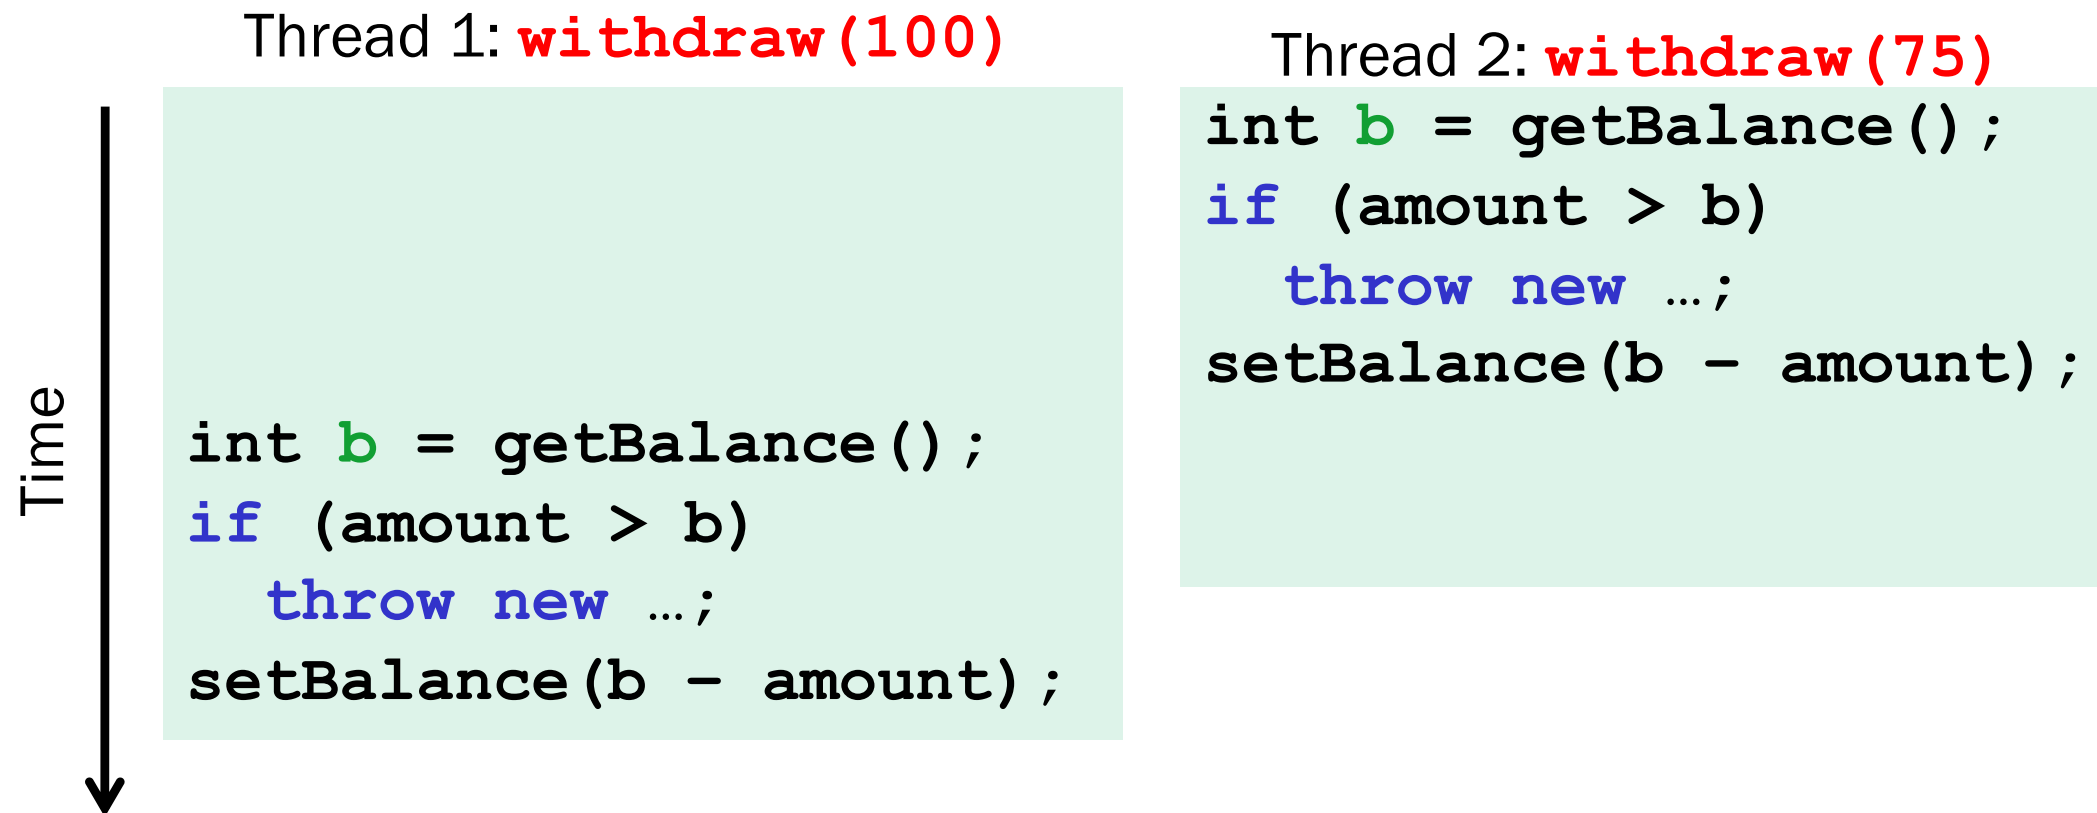 Thread 1: withdraw(100)
Thread 2: withdraw(75)
Time
int b = getBalance();
if (amount > b)
  throw new …;
setBalance(b – amount);
int b = getBalance();
if (amount > b)
  throw new …;
setBalance(b – amount);